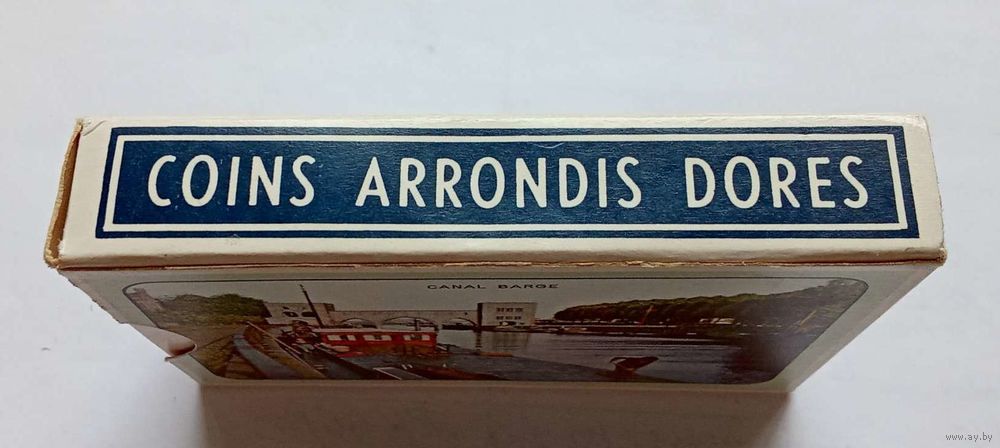 COINS ARRONDIS DORES
CANAL BARGE
www.ay.by